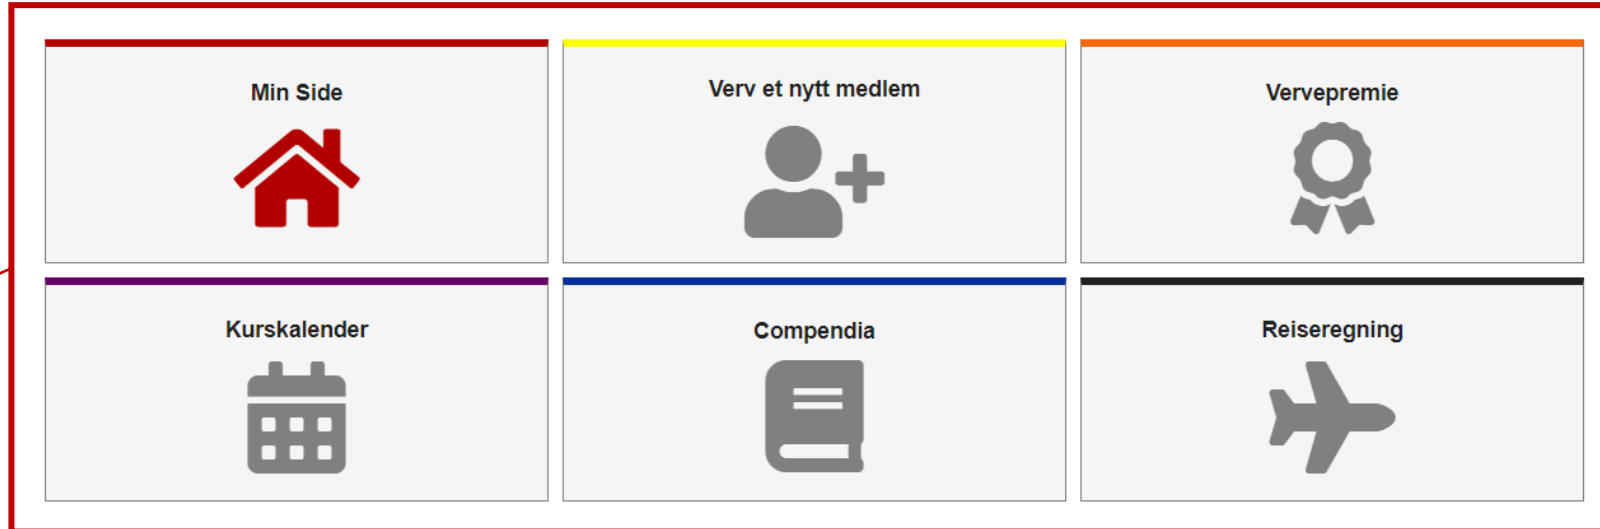 Min Side
Verv et nytt medlem
Vervepremie
Kurskalender
Compendia
Reiseregning